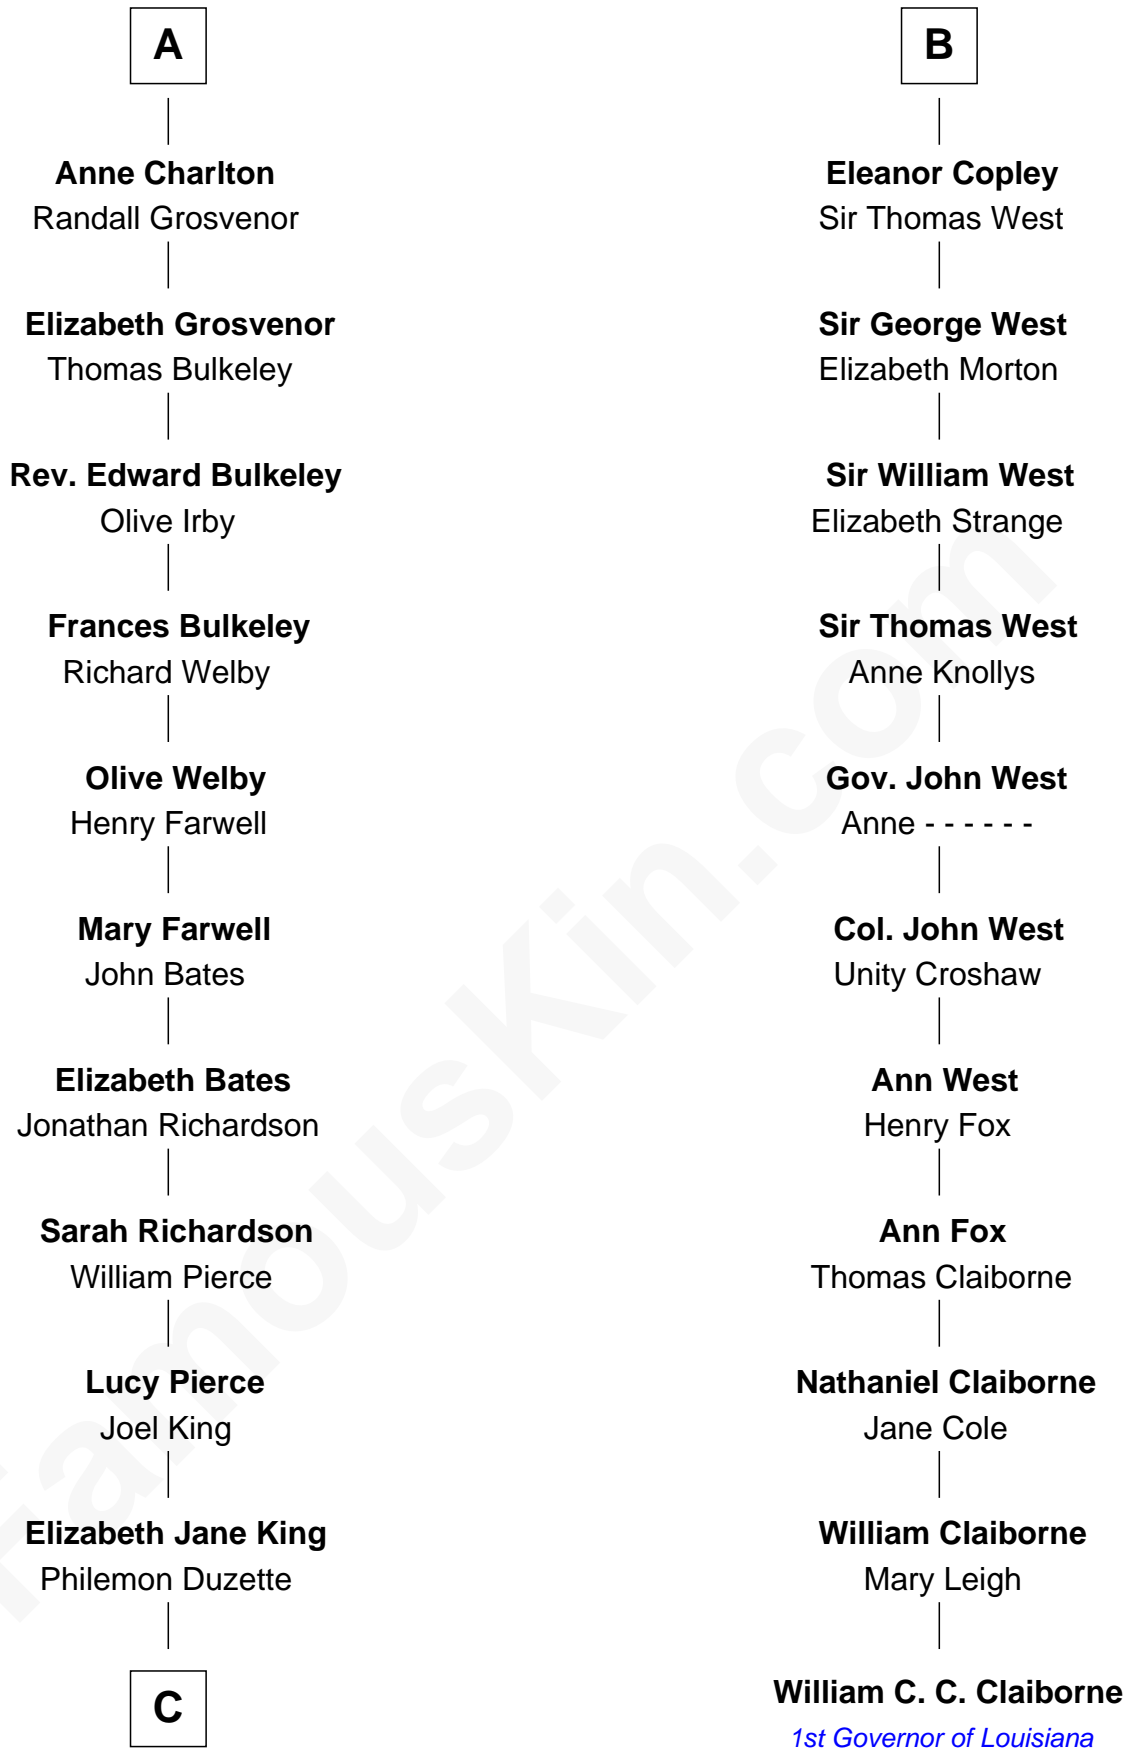 A
Anne Charlton
Randall Grosvenor
Elizabeth Grosvenor
Thomas Bulkeley
Rev. Edward Bulkeley
Olive Irby
Frances Bulkeley
Richard Welby
Olive Welby
Henry Farwell
Mary Farwell
John Bates
Elizabeth Bates
Jonathan Richardson
Sarah Richardson
William Pierce
Lucy Pierce
Joel King
Elizabeth Jane King
Philemon Duzette
C
B
Eleanor Copley
Sir Thomas West
Sir George West
Elizabeth Morton
Sir William West
Elizabeth Strange
Sir Thomas West
Anne Knollys
Gov. John West
Anne - - - - - -
Col. John West
Unity Croshaw
Ann West
Henry Fox
Ann Fox
Thomas Claiborne
Nathaniel Claiborne
Jane Cole
William Claiborne
Mary Leigh
William C. C. Claiborne
1st Governor of Louisiana
FamousKin.com